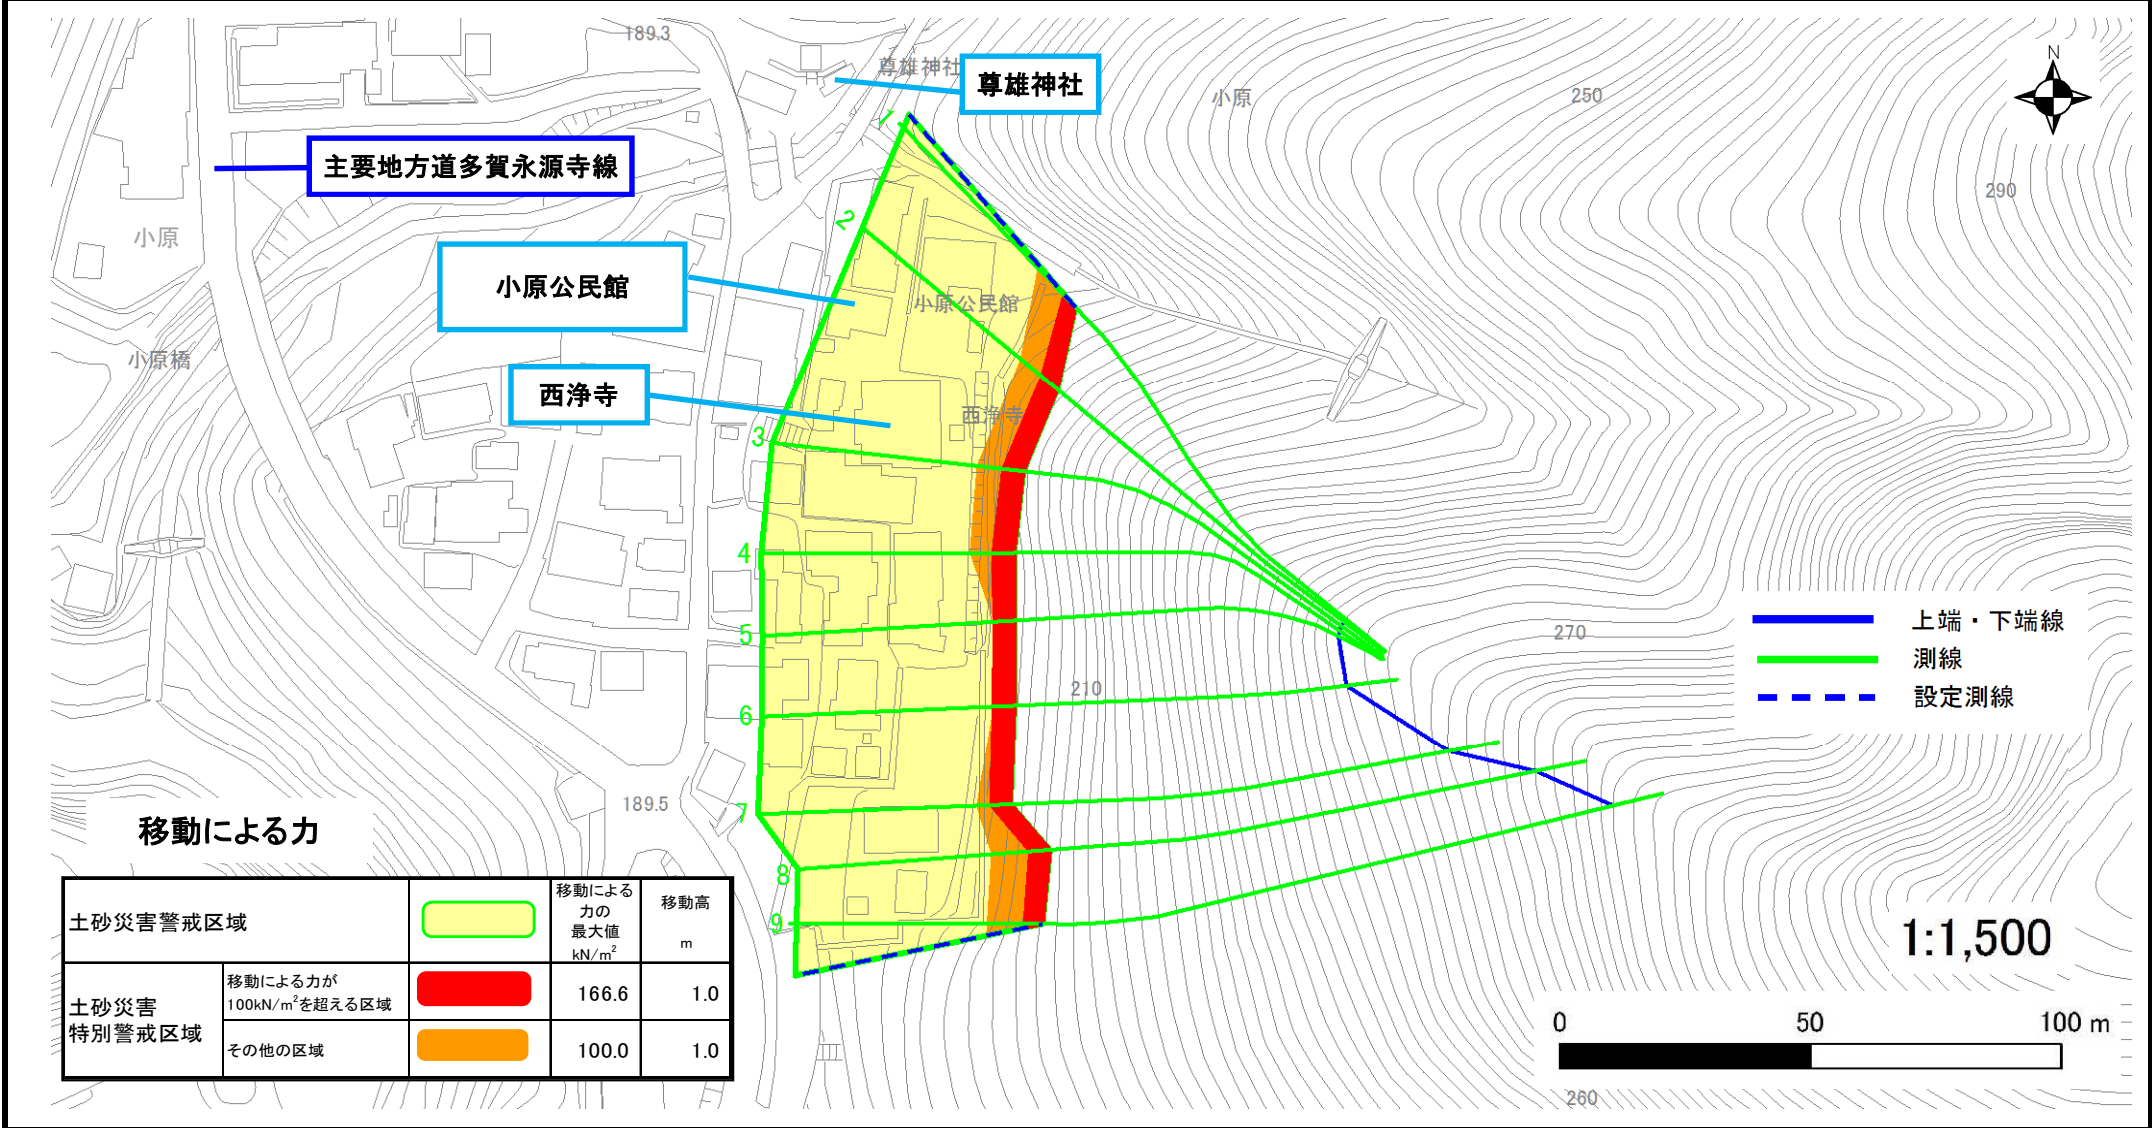 189.3
尊雄神社
尊雄神社
小原
250
N
主要地方道多賀永源寺線
290
1
2
小原
小原公民館
小原公民館
小原橋
西浄寺
西浄寺
3
4
5
6
7
8
9
210
270
上端・下端線
測線
設定測線
189.5
移動による力
土砂災害警戒区域
移動による
力の
最大値
kN/m²
移動高
m
土砂災害
特別警戒区域
移動による力が
100kN/m²を超える区域
166.6
1.0
その他の区域
100.0
1.0
1:1,500
0
50
100 m
260